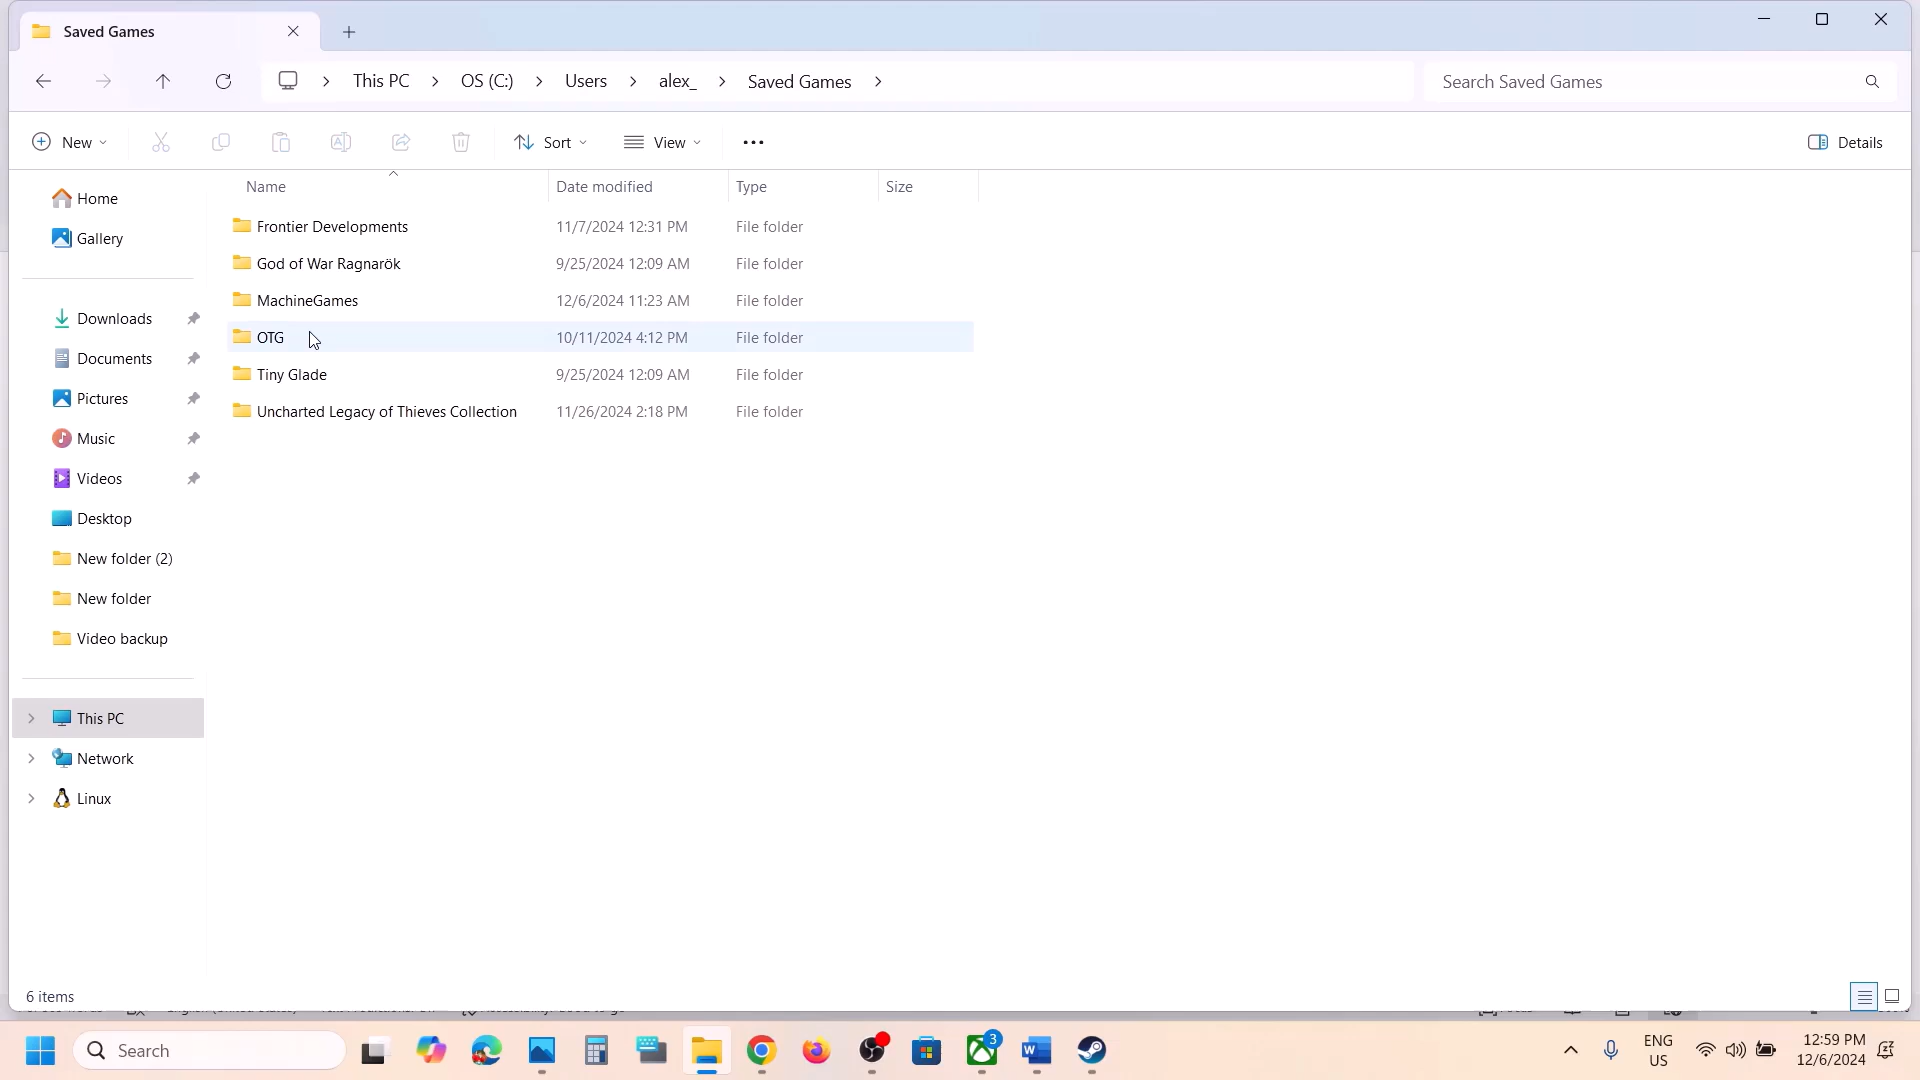 Saved Games
This PC > OS (C:) > Users > alex_ > Saved Games >
Search Saved Games
New
Sort
View
Details
Name
Date modified
Type
Size
Home
Gallery
Downloads
Documents
Pictures
Music
Videos
Desktop
New folder (2)
New folder
Video backup
This PC
Network
Linux
Frontier Developments 11/7/2024 12:31 PM File folder
God of War Ragnarök 9/25/2024 12:09 AM File folder
MachineGames 12/6/2024 11:23 AM File folder
OTG 10/11/2024 4:12 PM File folder
Tiny Glade 9/25/2024 12:09 AM File folder
Uncharted Legacy of Thieves Collection 11/26/2024 2:18 PM File folder
6 items
Search
3
ENG
US
12:59 PM
12/6/2024